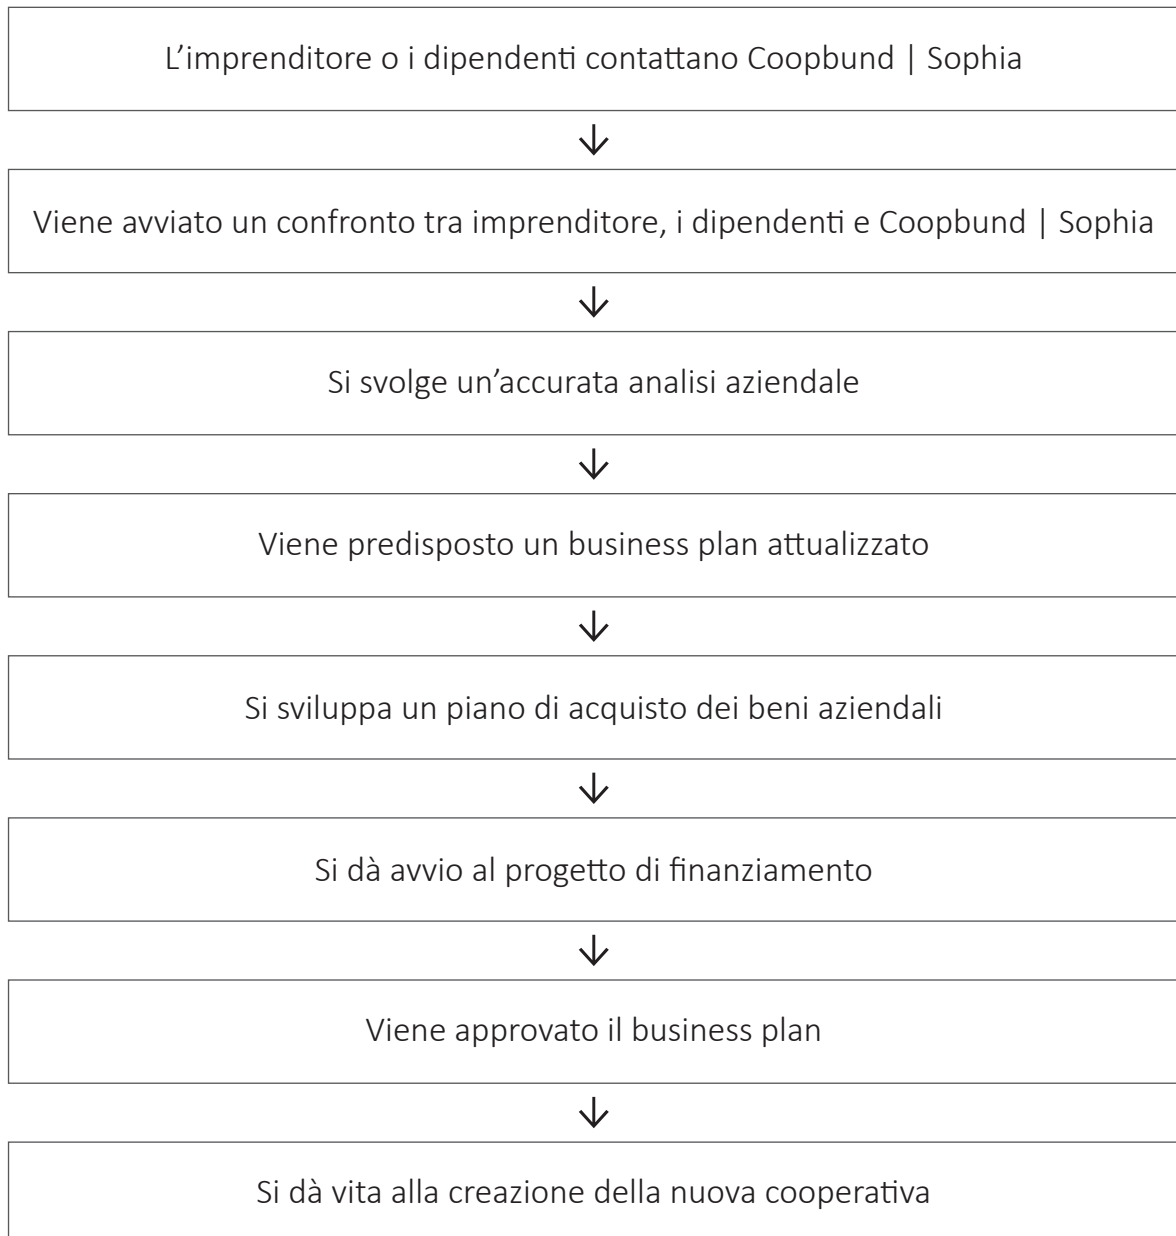 L’imprenditore o i dipendenti contattano Coopbund | Sophia
Viene avviato un confronto tra imprenditore, i dipendenti e Coopbund | Sophia
Si svolge un’accurata analisi aziendale
Viene predisposto un business plan attualizzato
Si sviluppa un piano di acquisto dei beni aziendali
Si dà avvio al progetto di finanziamento
Viene approvato il business plan
Si dà vita alla creazione della nuova cooperativa